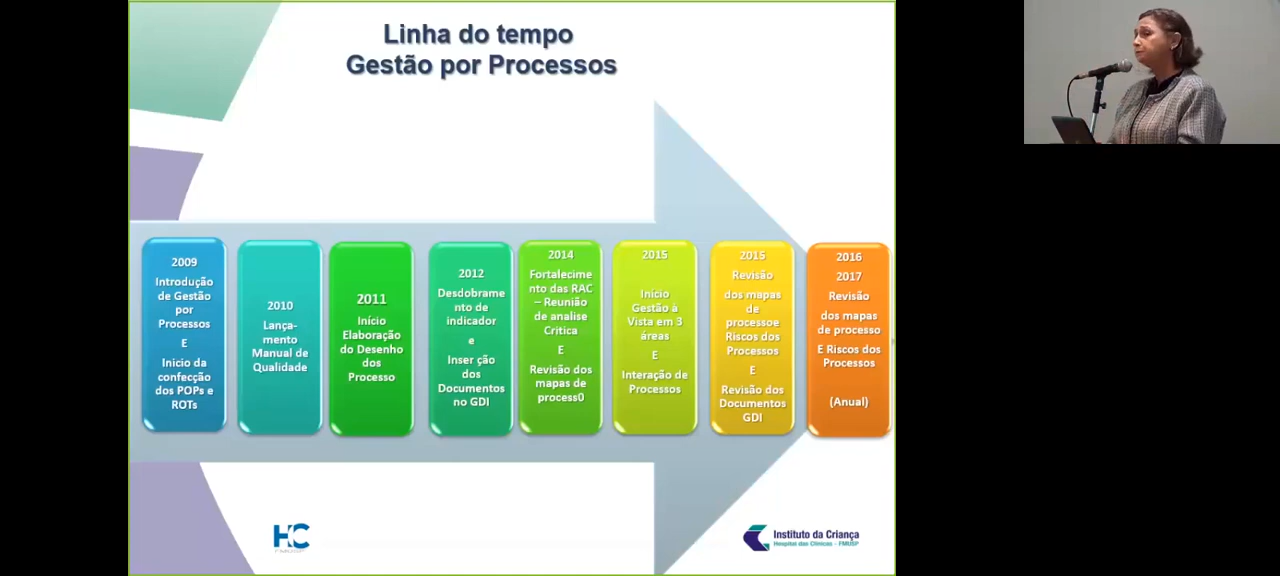 Linha do tempo
Gestão por Processos
2009
Introdução
de Gestão
por
Processos
E
Inicio da
confecção
dos POPs e
ROTs
2010
Lança-
mento
Manual de
Qualidade
2011
Início
Elaboração
do Desenho
dos
Processo
2012
Desdobrame
nto de
indicador
e
Inser ção
dos
Documentos
no GDI
2014
Fortalecime
nto das RAC
– Reunião
de analise
Critica
E
Revisão dos
mapas de
process0
2015
Início
Gestão à
Vista em 3
áreas
E
Interação de
Processos
2015
Revisão
dos mapas
de
processoe
Riscos dos
Processos
E
Revisão dos
Documentos
GDI
2016
2017
Revisão
dos mapas
de processo
E Riscos dos
Processos
(Anual)
HC
FMUSP
Instituto da Criança
Hospital das Clínicas - FMUSP